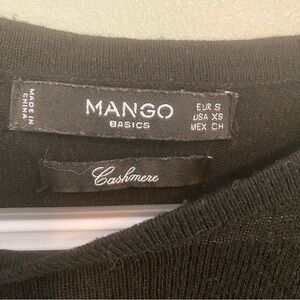 MADE IN
CHINA
MANGO
BASICS
EUR S
USA XS
MEX CH
Cashmere